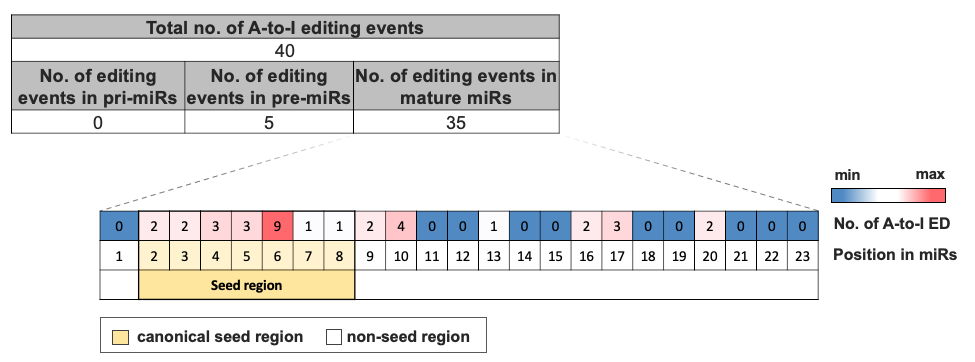 Total no. of A-to-I editing events
40
No. of editing events in pri-miRs
No. of editing events in pre-miRs
No. of editing events in mature miRs
0 5 35
min max
0 2 2 3 3 9 1 1 2 4 0 0 1 0 0 2 3 0 0 2 0 0 0
No. of A-to-I ED
1 2 3 4 5 6 7 8 9 10 11 12 13 14 15 16 17 18 19 20 21 22 23
Position in miRs
Seed region
canonical seed region non-seed region